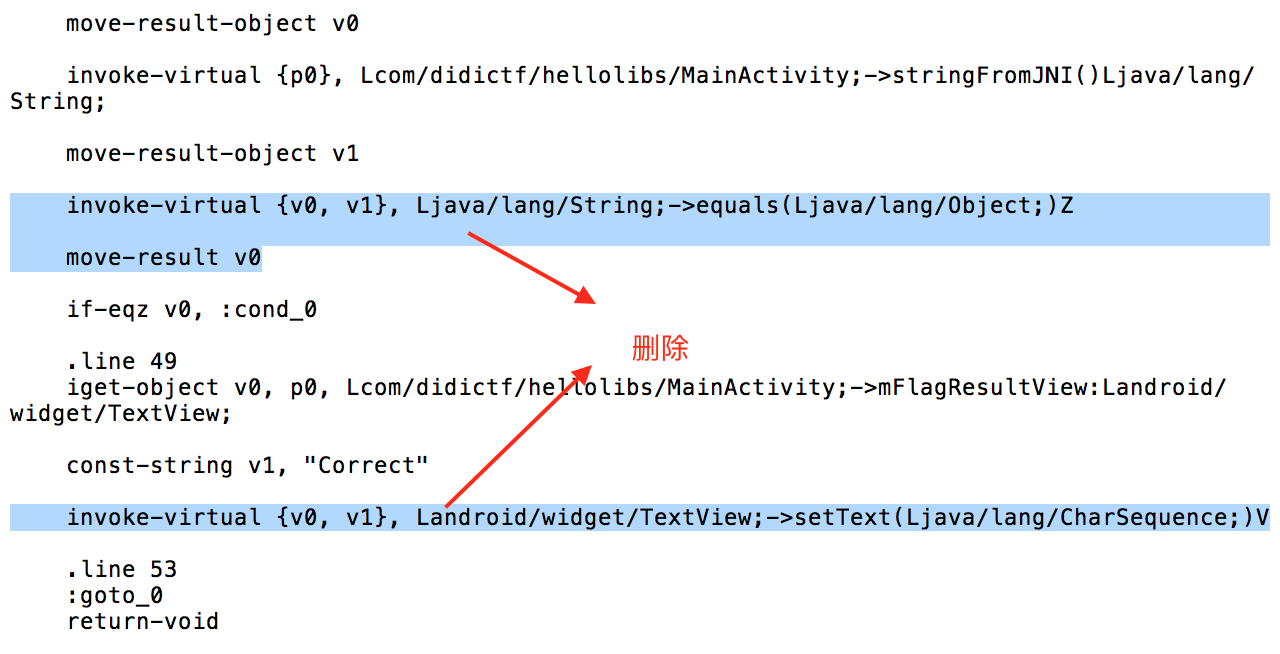 move-result-object v0
invoke-virtual {p0}, Lcom/didictf/hellolibs/MainActivity;->stringFromJNI()Ljava/lang/
String;
move-result-object v1
invoke-virtual {v0, v1}, Ljava/lang/String;->equals(Ljava/lang/Object;)Z
move-result v0
if-eqz v0, :cond_0
删除
.line 49
iget-object v0, p0, Lcom/didictf/hellolibs/MainActivity;->mFlagResultView:Landroid/
widget/TextView;
const-string v1, "Correct"
invoke-virtual {v0, v1}, Landroid/widget/TextView;->setText(Ljava/lang/CharSequence;)V
.line 53
:goto_0
return-void